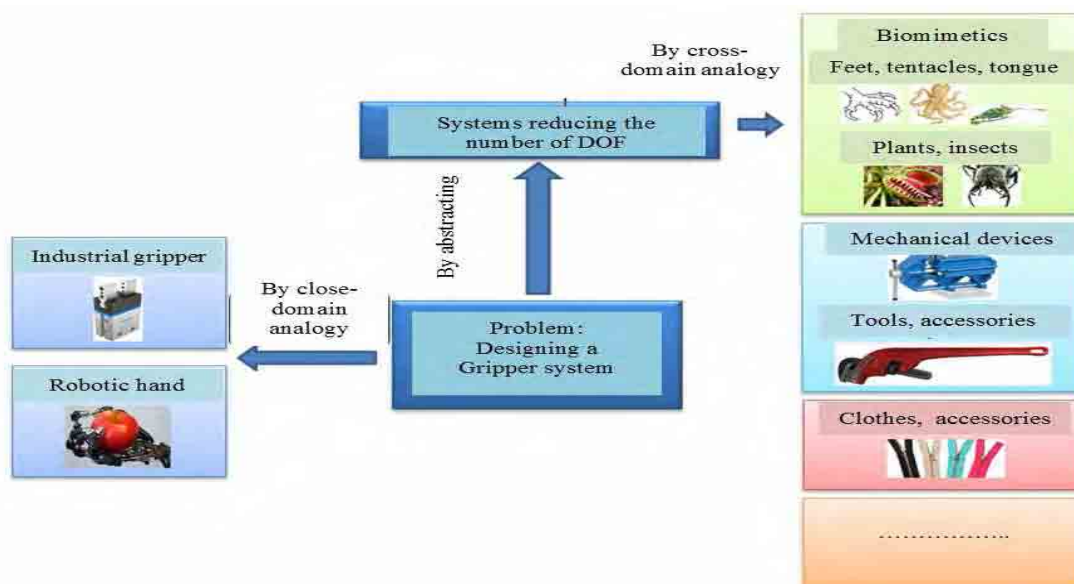 By cross-
domain analogy
Biomimetics
Feet, tentacles, tongue
Plants, insects
Systems reducing the
number of DOF
By abstracting
Mechanical devices
Tools, accessories
Clothes, accessories
……………..
Industrial gripper
Robotic hand
By close-
domain
analogy
Problem:
Designing a
Gripper system